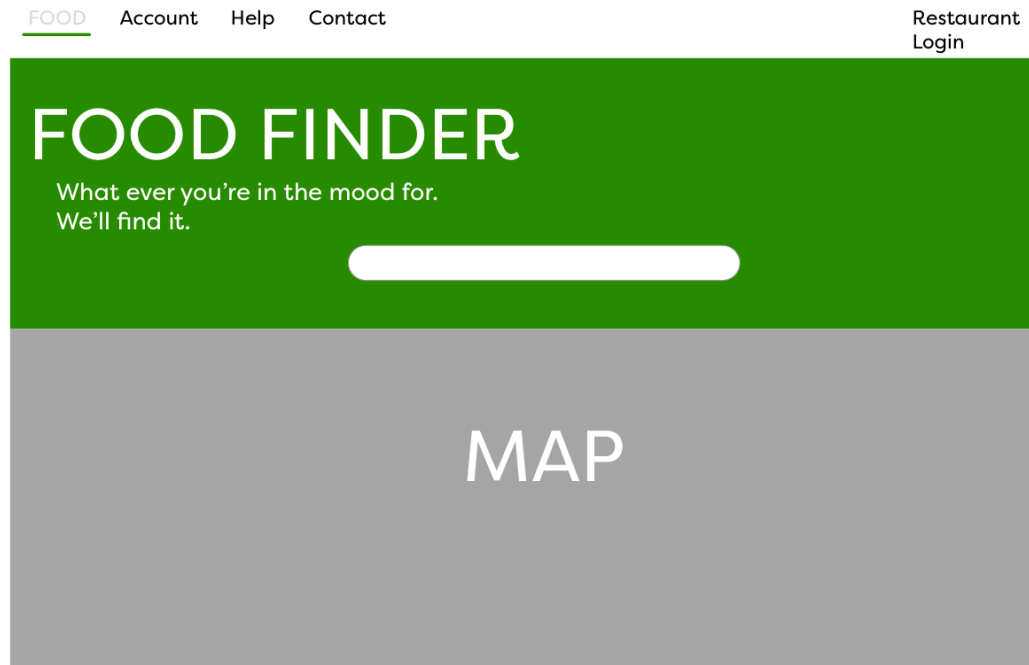 FOOD Account Help Contact Restaurant
Login
FOOD FINDER
What ever you’re in the mood for.
We’ll find it.
MAP